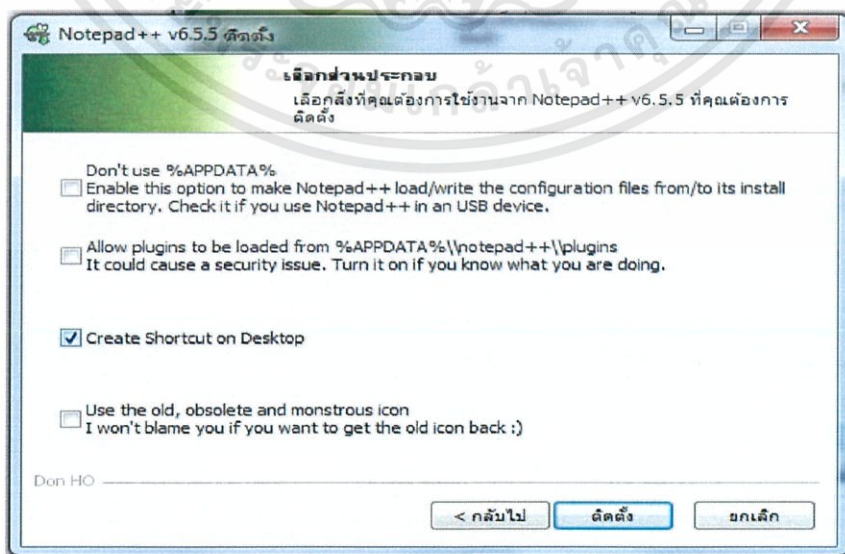 Notepad++ v6.5.5 ติดตั้ง
เลือกส่วนประกอบ
เลือกสิ่งที่คุณต้องการใช้งานจาก Notepad++ v6.5.5 ที่คุณต้องการ
ติดตั้ง
Don't use %APPDATA%
Enable this option to make Notepad++ load/write the configuration files from/to its install
directory. Check it if you use Notepad++ in an USB device.
Allow plugins to be loaded from %APPDATA%\\notepad++\\plugins
It could cause a security issue. Turn it on if you know what you are doing.
Create Shortcut on Desktop
Use the old, obsolete and monstrous icon
I won't blame you if you want to get the old icon back :)
Don HO
< กลับไป
ติดตั้ง
ยกเลิก